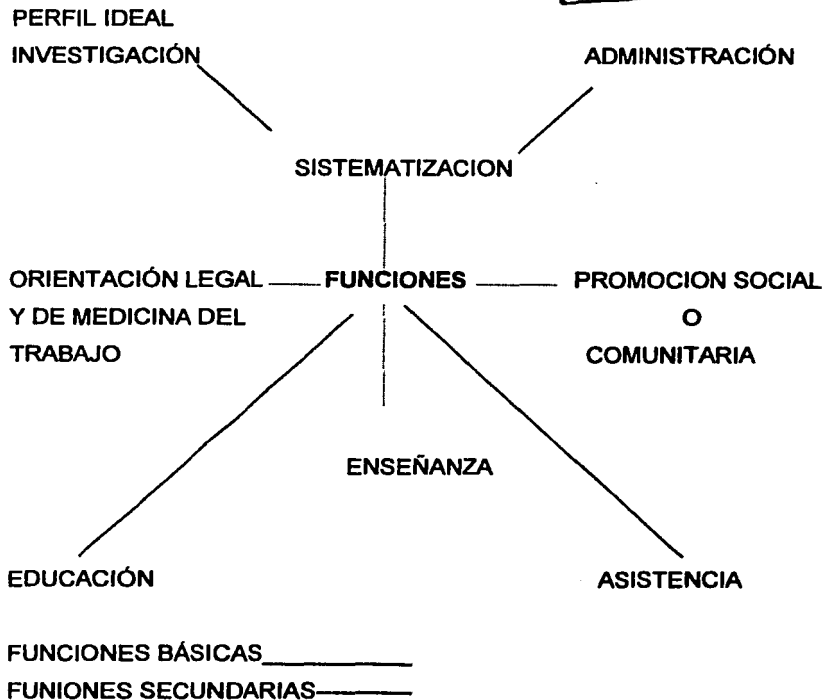 PERFIL IDEAL
INVESTIGACIÓN
ADMINISTRACIÓN
SISTEMATIZACION
ORIENTACIÓN LEGAL
Y DE MEDICINA DEL
TRABAJO
FUNCIONES
PROMOCION SOCIAL
O
COMUNITARIA
ENSEÑANZA
EDUCACIÓN
ASISTENCIA
FUNCIONES BÁSICAS
FUNIONES SECUNDARIAS